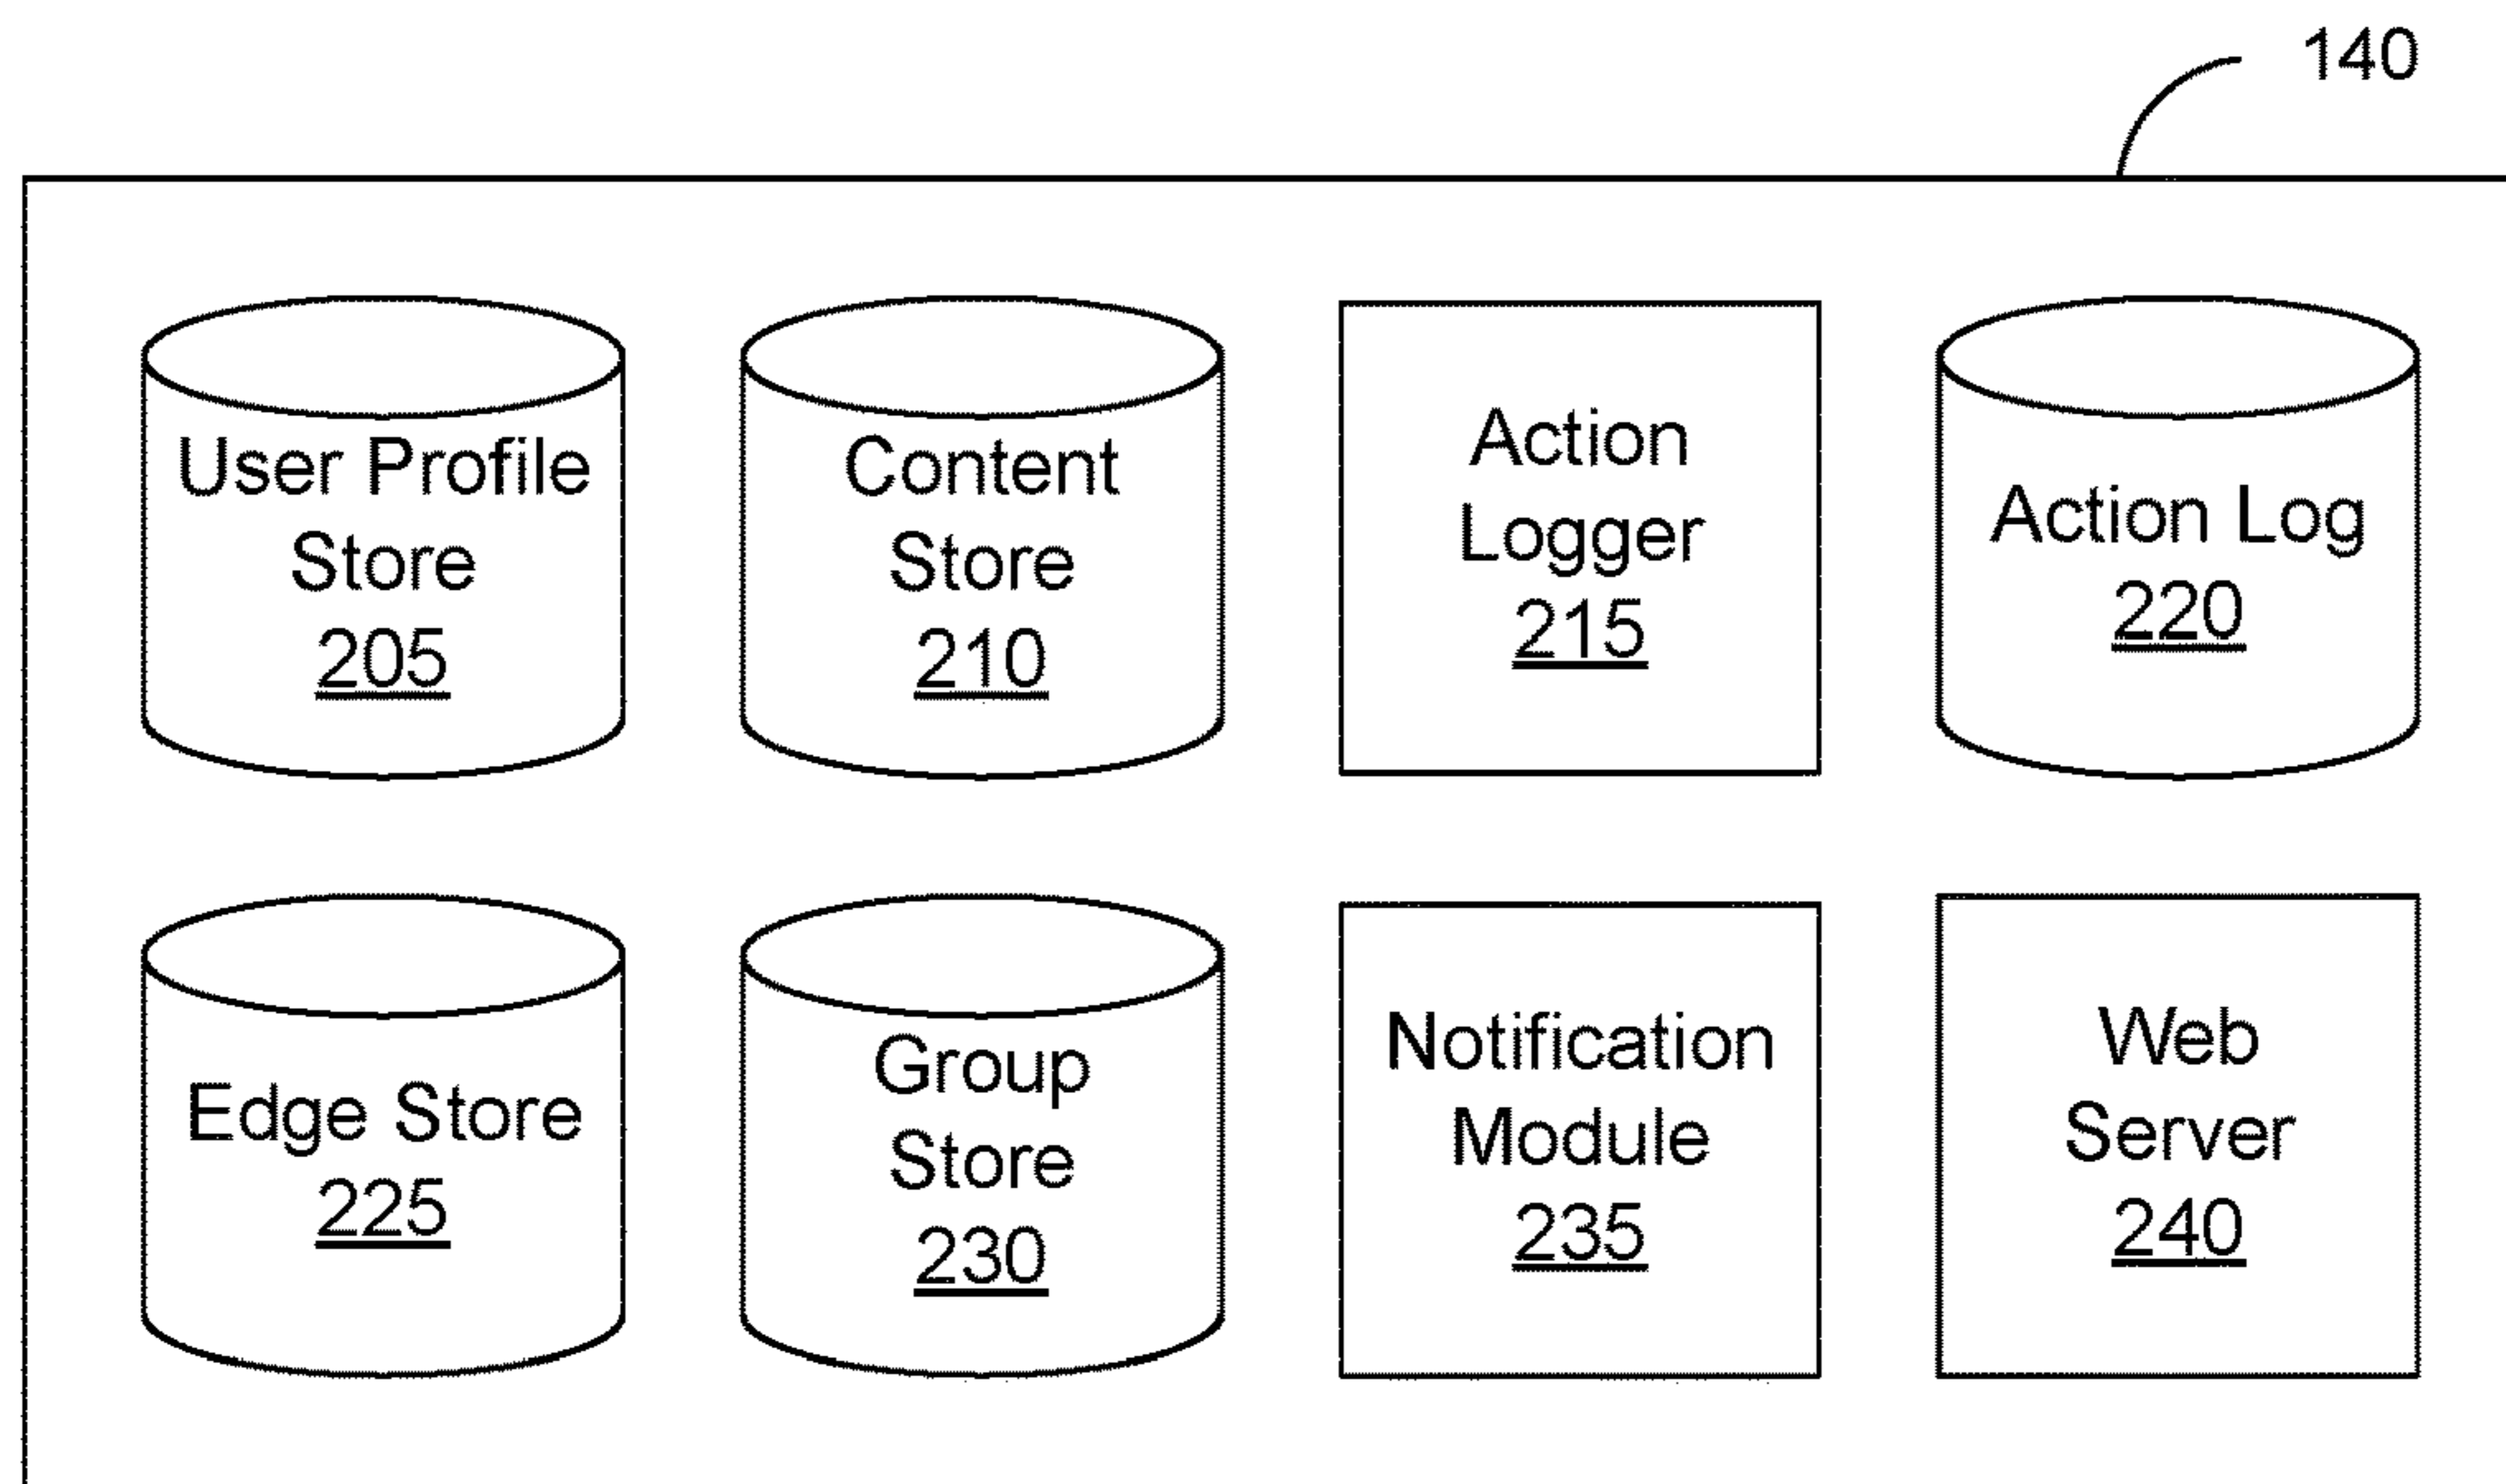 140
User Profile
Store
205
Content
Store
210
Action
Logger
215
Action Log
220
Edge Store
225
Group
Store
230
Notification
Module
235
Web
Server
240